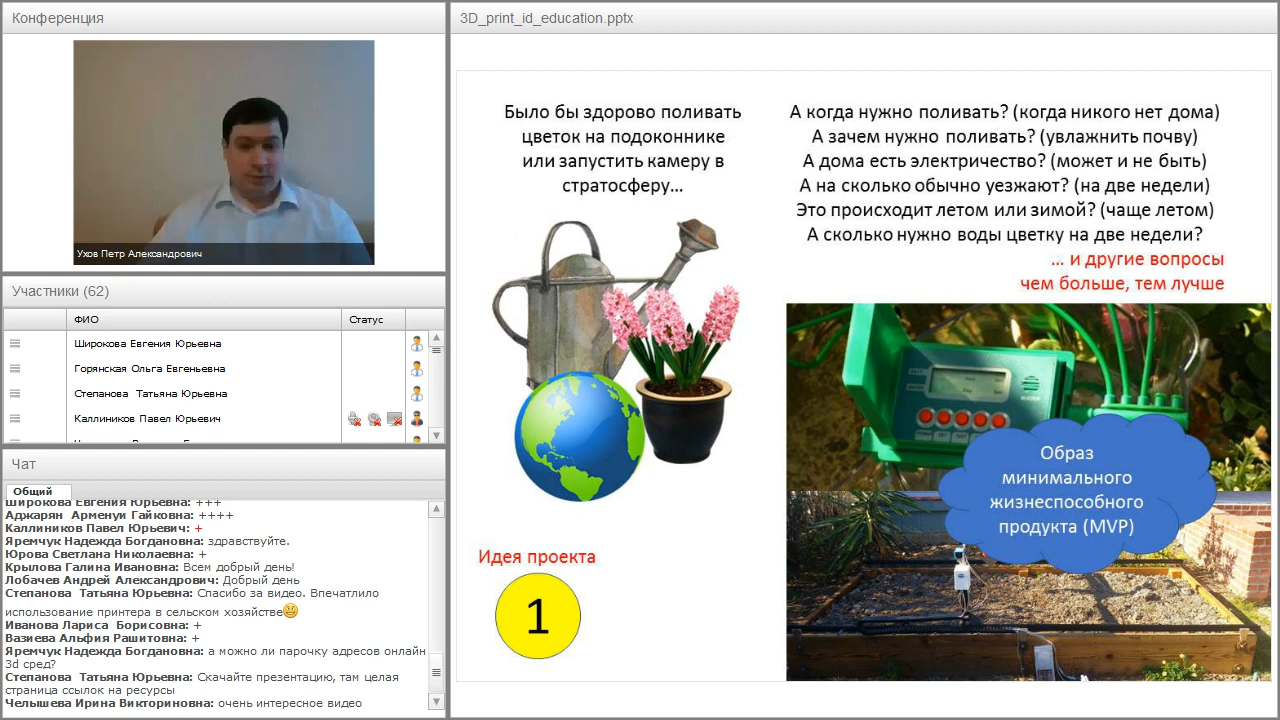 Конференция
Ухов Петр Александрович
Участники (62)
ФИО
Статус
Широкова Евгения Юрьевна
Горянская Ольга Евгеньевна
Степанова Татьяна Юрьевна
Каллиников Павел Юрьевич
Чат
Общий
Широкова Евгения Юрьевна: +++
Аджарян Арменуи Гайковна: ++++
Каллиников Павел Юрьевич: +
Яремчук Надежда Богдановна: здравствуйте.
Юрова Светлана Николаевна: +
Крылова Галина Ивановна: Всем добрый день!
Лобачев Андрей Александрович: Добрый день
Степанова Татьяна Юрьевна: Спасибо за видео. Впечатлило
использование принтера в сельском хозяйстве
Иванова Лариса Борисовна: +
Вазиева Альфия Рашитовна: +
Яремчук Надежда Богдановна: а можно ли парочку адресов онлайн
3d сред?
Степанова Татьяна Юрьевна: Скачайте презентацию, там целая
страница ссылок на ресурсы
Челышева Ирина Викториновна: очень интересное видео
3D_print_id_education.pptx
Было бы здорово поливать
цветок на подоконнике
или запустить камеру в
стратосферу...
А когда нужно поливать? (когда никого нет дома)
А зачем нужно поливать? (увлажнить почву)
А дома есть электричество? (может и не быть)
А на сколько обычно уезжают? (на две недели)
Это происходит летом или зимой? (чаще летом)
А сколько нужно воды цветку на две недели?
... и другие вопросы
чем больше, тем лучше
Образ
минимального
жизнеспособного
продукта (MVP)
Идея проекта
1